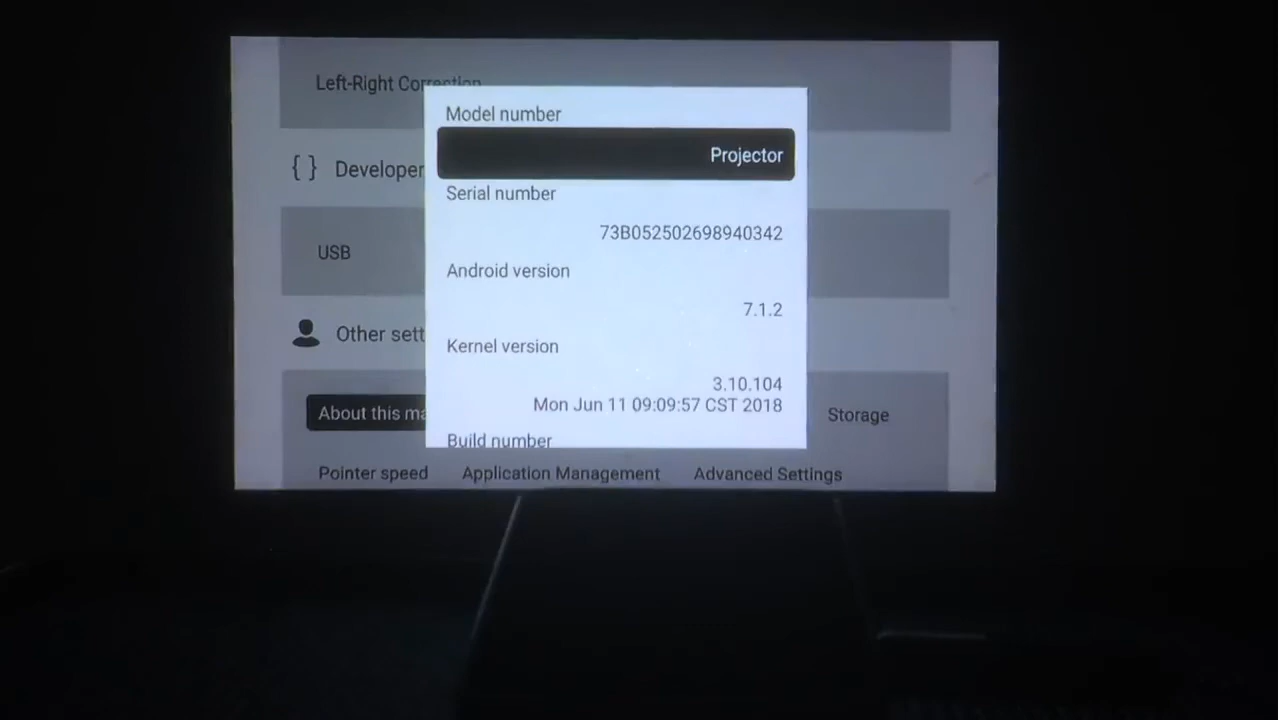 Left-Right Correction
Model number
Projector
Serial number
73B052502698940342
Android version
7.1.2
Kernel version
3.10.104
Mon Jun 11 09:09:57 CST 2018
Build number
{ } Developer
USB
Other sett
About this ma
Storage
Pointer speed
Application Management
Advanced Settings